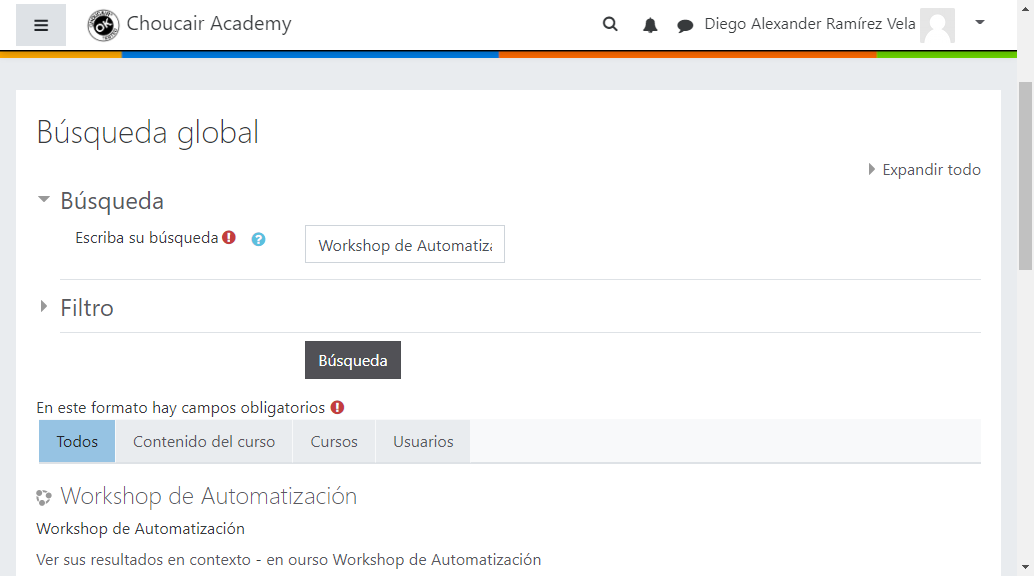 Choucair Academy
Diego Alexander Ramírez Vela
Búsqueda global
Expandir todo
Búsqueda
Escriba su búsqueda
Workshop de Automatiza
Filtro
Búsqueda
En este formato hay campos obligatorios
Todos
Contenido del curso
Cursos
Usuarios
Workshop de Automatización
Workshop de Automatización
Ver sus resultados en contexto - en ourso Workshop de Automatización